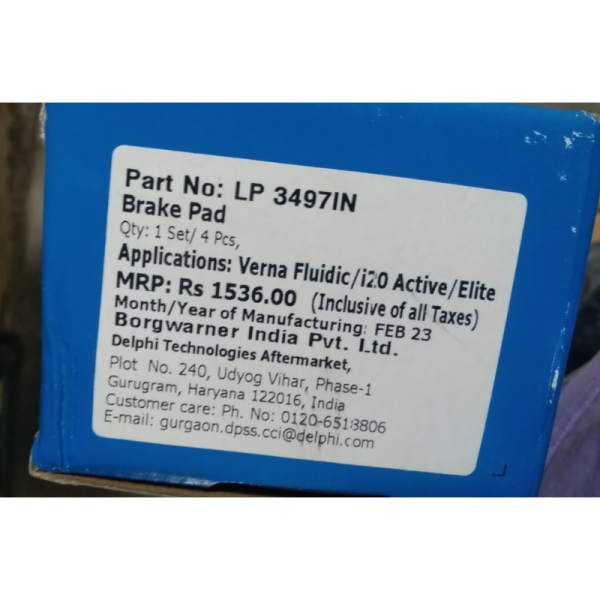 Part No: LP 3497IN
Brake Pad
Qty: 1 Set/ 4 Pcs,
Applications: Verna Fluidic/i20 Active/Elite
MRP: Rs 1536.00 (Inclusive of all Taxes)
Month/Year of Manufacturing: FEB 23
Borgwarner India Pvt. Ltd.
Delphi Technologies Aftermarket,
Plot No. 240, Udyog Vihar, Phase-1
Gurugram, Haryana 122016, India
Customer care: Ph. No: 0120-6518806
E-mail: gurgaon.dpss.cci@delphi.com